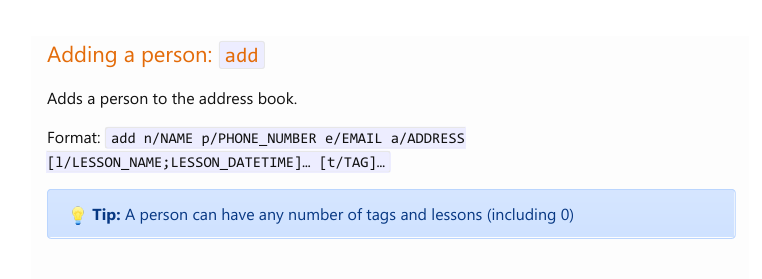 Adding a person: add
Adds a person to the address book.
Format: add n/NAME p/PHONE_NUMBER e/EMAIL a/ADDRESS
[l/LESSON_NAME;LESSON_DATETIME]… [t/TAG]…
💡 Tip: A person can have any number of tags and lessons (including 0)